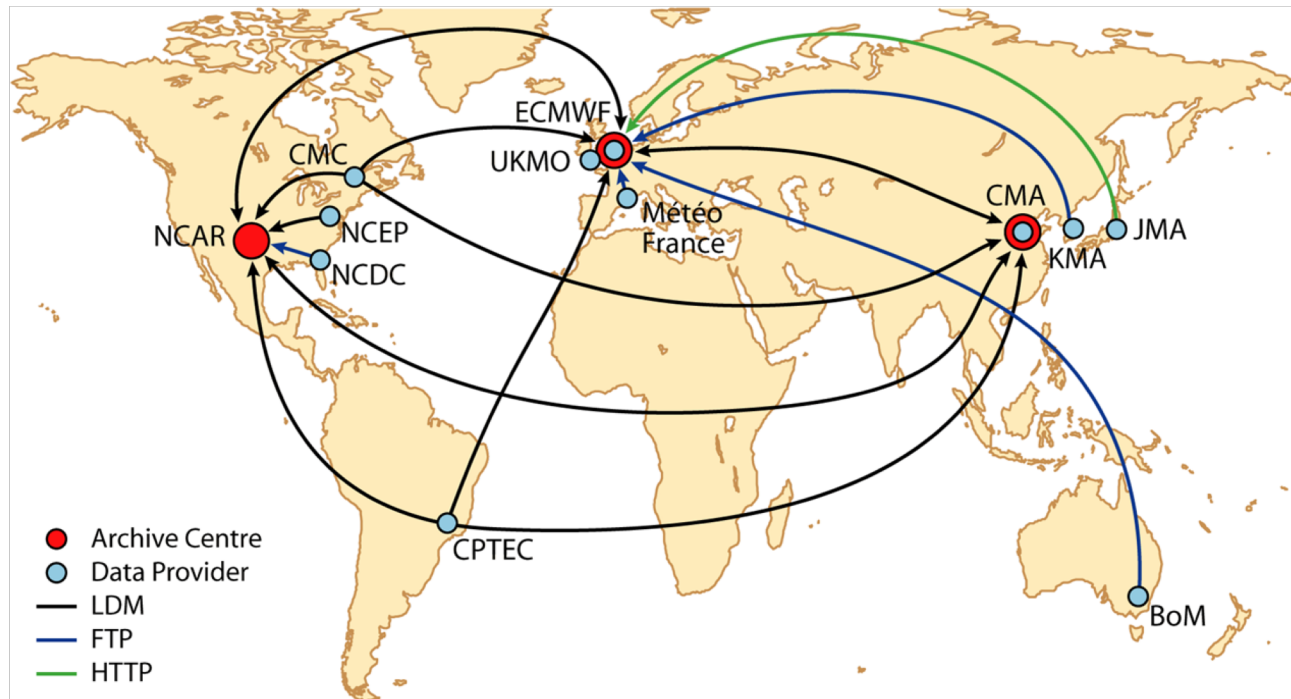 ECMWF
CMC
UKMO
NCAR
NCEP
NCDC
Météo
France
CMA
KMA
JMA
CPTEC
BoM
Archive Centre
Data Provider
LDM
FTP
HTTP